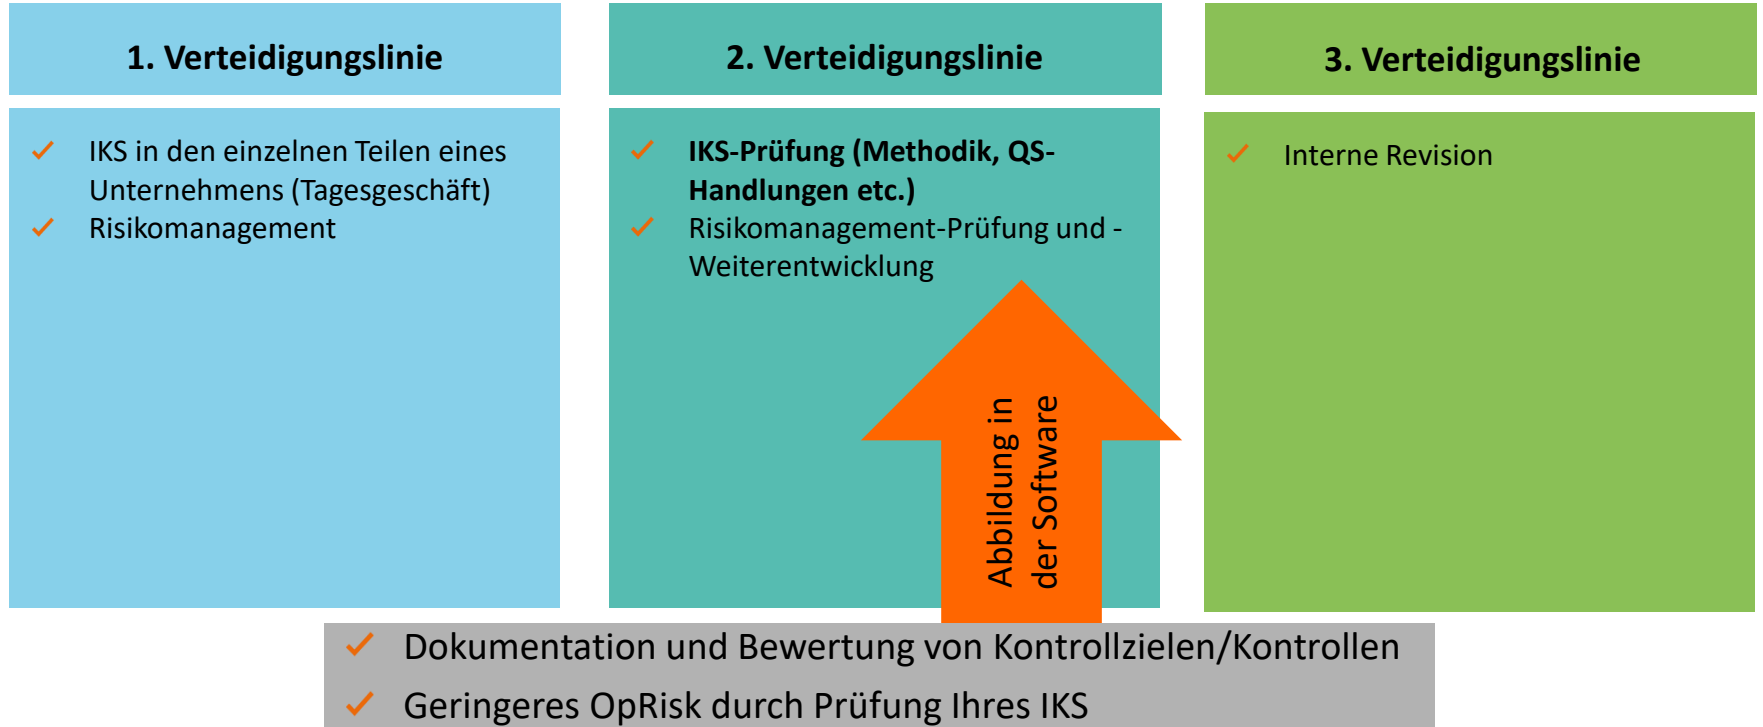 1. Verteidigungslinie
IKS in den einzelnen Teilen eines
Unternehmens (Tagesgeschäft)
Risikomanagement
2. Verteidigungslinie
IKS-Prüfung (Methodik, QS-
Handlungen etc.)
Risikomanagement-Prüfung und -
Weiterentwicklung
Abbildung in
der Software
3. Verteidigungslinie
Interne Revision
Dokumentation und Bewertung von Kontrollzielen/Kontrollen
Geringeres OpRisk durch Prüfung Ihres IKS